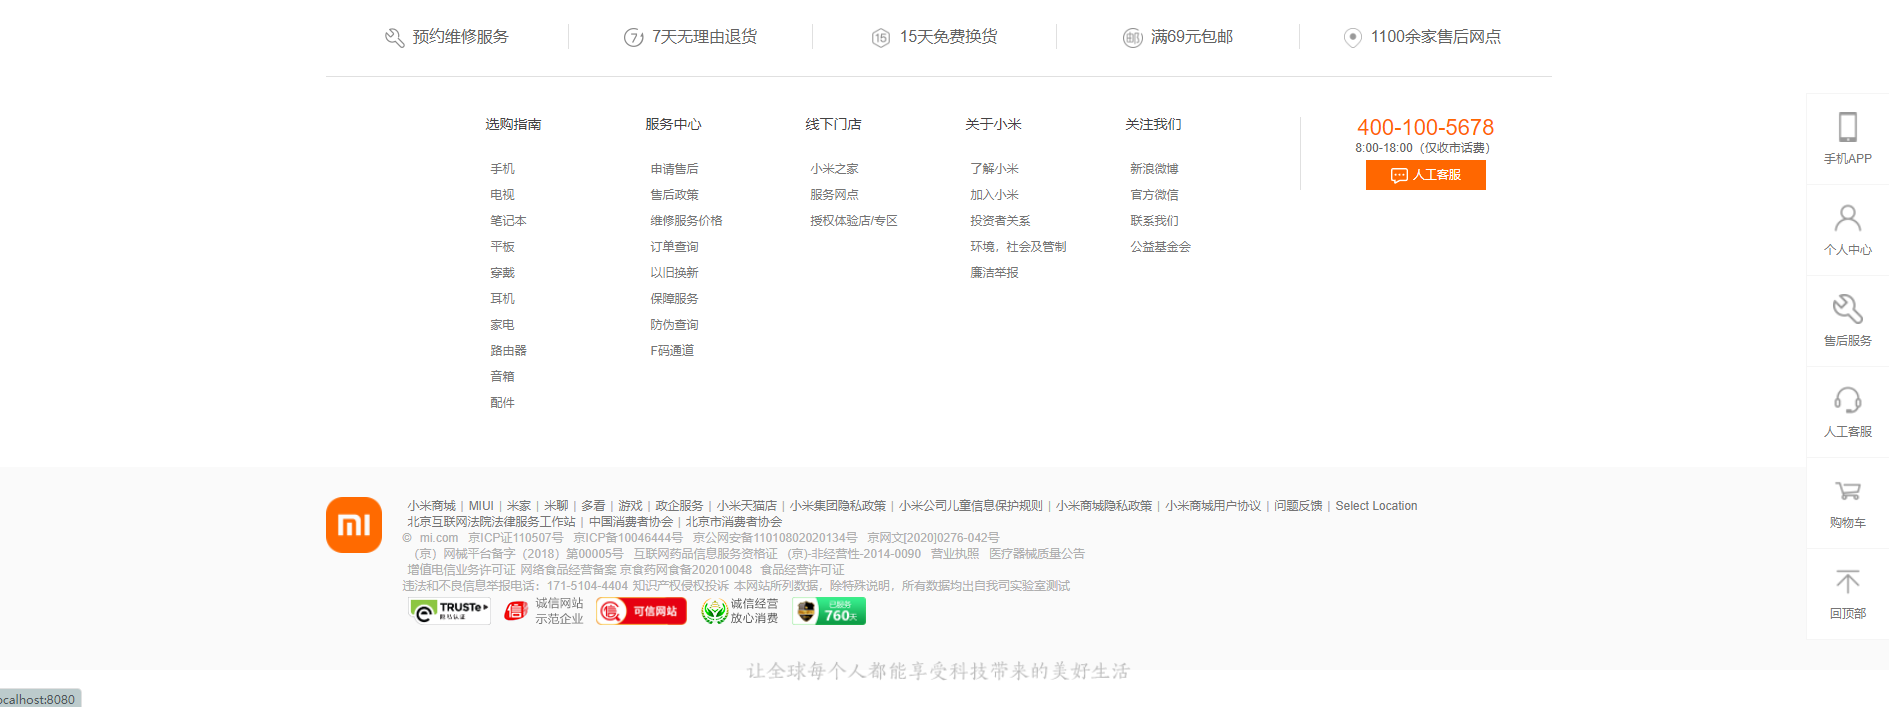 预约维修服务
7天无理由退货
15天免费换货
满69元包邮
1100余家售后网点
选购指南
手机
电视
笔记本
平板
穿戴
耳机
家电
路由器
音箱
配件
服务中心
申请售后
售后政策
维修服务价格
订单查询
以旧换新
保障服务
防伪查询
F码通道
线下门店
小米之家
服务网点
授权体验店/专区
关于小米
了解小米
加入小米
投资者关系
环境，社会及管制
廉洁举报
关注我们
新浪微博
官方微信
联系我们
公益基金会
400-100-5678
8:00-18:00（仅收市话费）
人工客服
手机APP
个人中心
售后服务
人工客服
购物车
回顶部
小米商城 | MIUI | 米家 | 米聊 | 多看 | 游戏 | 政企服务 | 小米天猫店 | 小米集团隐私政策 | 小米公司儿童信息保护规则 | 小米商城隐私政策 | 小米商城用户协议 | 问题反馈 | Select Location
北京互联网法院法律服务工作站 | 中国消费者协会 | 北京市消费者协会
© mi.com 京ICP证110507号 京ICP备10046444号 京公网安备11010802020134号 京网文[2020]0276-042号
（京）网械平台备字（2018）第00005号 互联网药品信息服务资格证 (京)-非经营性-2014-0090 营业执照 医疗器械质量公告
增值电信业务许可证 网络食品经营备案 京食药网食备202010048 食品经营许可证
违法和不良信息举报电话：171-5104-4404 知识产权侵权投诉 本网站所列数据，除特殊说明，所有数据均出自我司实验室测试
TRUSTe
网站认证
信
诚信网站
示范企业
信 可信网站
诚信经营
放心消费
已服务
760天
让全球每个人都能享受科技带来的美好生活
ocalhost:8080